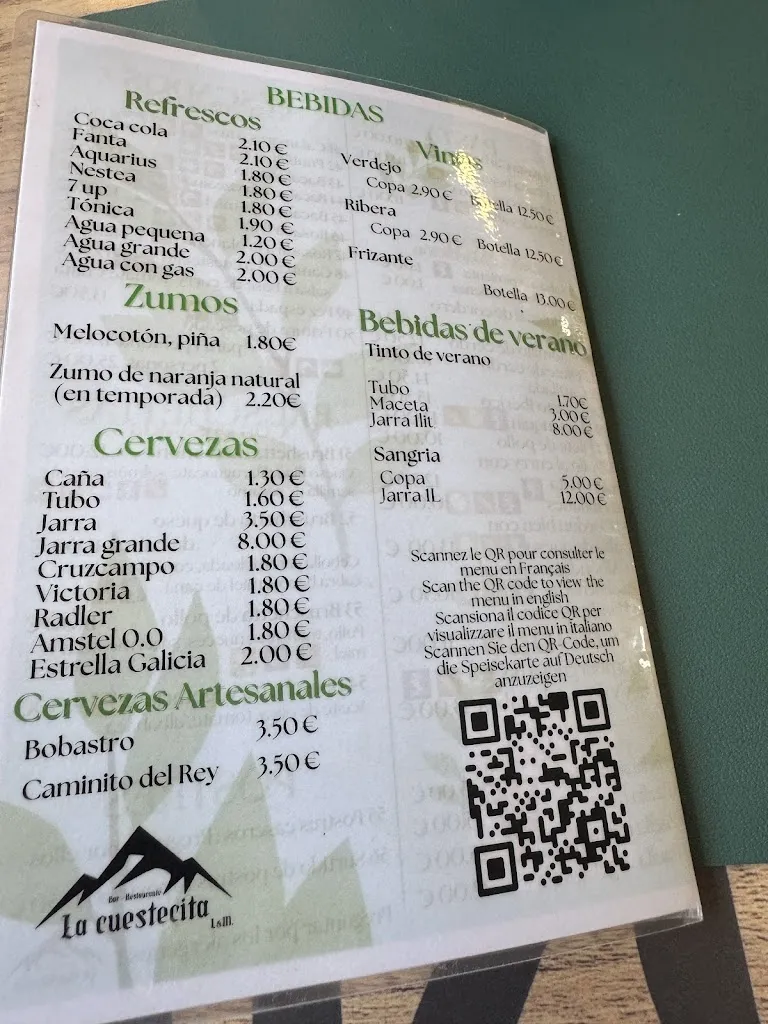 BEBIDAS
Refrescos
Coca cola 2.10 €
Fanta 2.10 €
Aquarius 1.80 €
Nestea 1.80 €
7 up 1.80 €
Tónica 1.90 €
Agua pequena 1.20 €
Agua grande 2.00 €
Agua con gas 2.00 €
Zumos
Melocotón, piña 1.80€
Zumo de naranja natural
(en temporada) 2.20€
Cervezas
Caña 1.30 €
Tubo 1.60 €
Jarra 3.50 €
Jarra grande 8.00 €
Cruzcampo 1.80 €
Victoria 1.80 €
Radler 1.80 €
Amstel 0.0 1.80 €
Estrella Galicia 2.00 €
Cervezas Artesanales
Bobastro 3.50 €
Caminito del Rey 3.50 €
Bar - Restaurante
La cuestecita
L&M.
Vinos
Verdejo
Copa 2.90 € Botella 12.50 €
Ribera
Copa 2.90 € Botella 12.50 €
Frizante
Botella 13.00 €
Bebidas de verano
Tinto de verano
Tubo 1.70€
Maceta 3.00 €
Jarra 1lit 8.00 €
Sangria
Copa 5.00 €
Jarra 1L 12.00 €
Scannez le QR pour consulter le
menu en Français
Scan the QR code to view the
menu in english
Scansiona il codice QR per
visualizzare il menu in italiano
Scannen Sie den QR-Code, um
die Speisekarte auf Deutsch
anzuzeigen